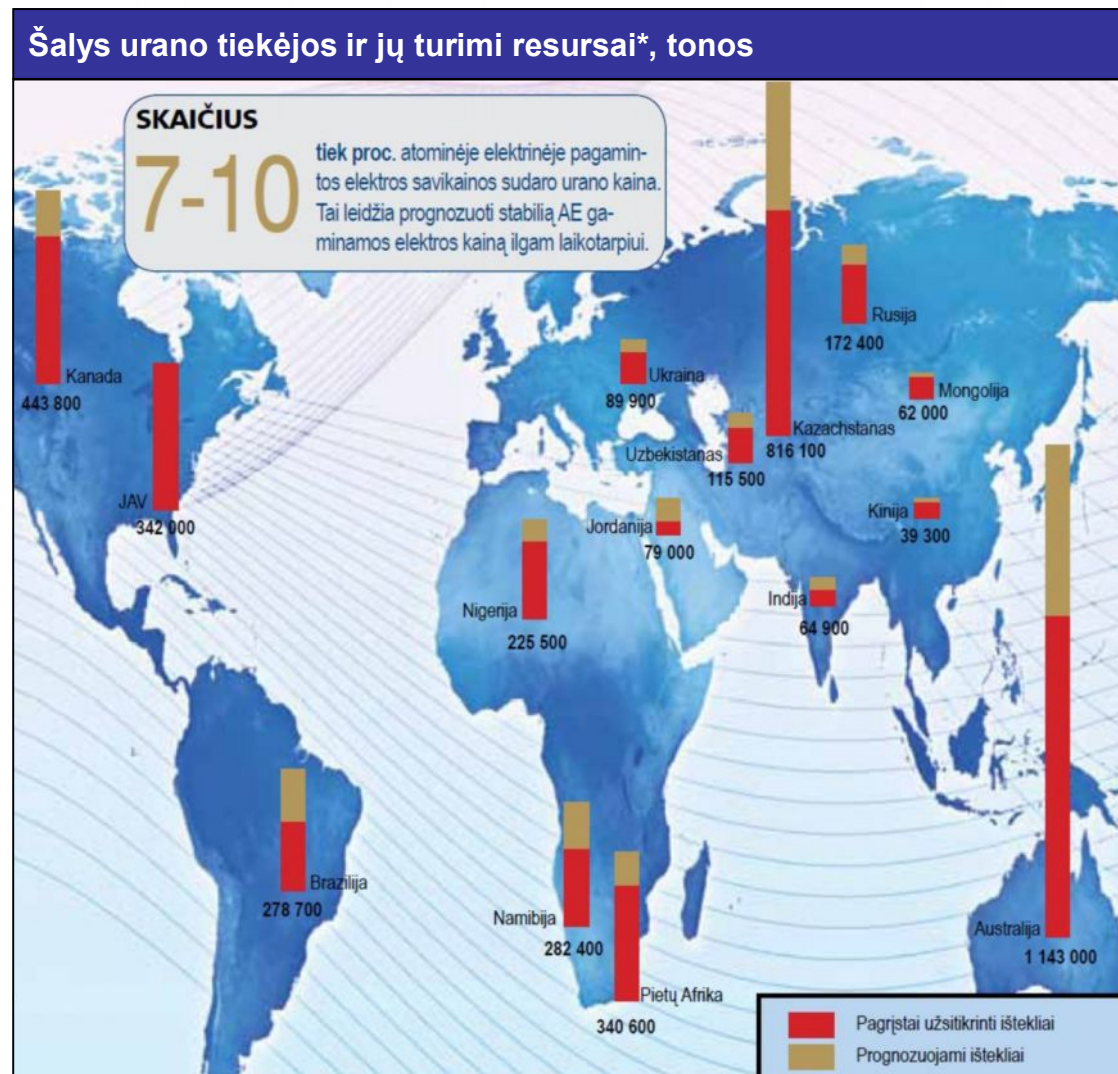 Šalys urano tiekėjos ir jų turimi resursai*, tonos
SKAIČIUS
7-10
tiek proc. atominėje elektrinėje pagamin-
tos elektros savikainos sudaro urano kaina.
Tai leidžia prognozuoti stabilią AE ga-
minamos elektros kainą ilgam laikotarpiui.
Kanada
443 800
JAV
342 000
Rusija
172 400
Ukraina
89 900
Mongolija
62 000
Kazachstanas
816 100
Uzbekistanas
115 500
Jordanija
79 000
Kinija
39 300
Nigerija
225 500
Indija
64 900
Brazilija
278 700
Namibija
282 400
Pietų Afrika
340 600
Australija
1 143 000
Pagrįstai užsitikrinti ištekliai
Prognozuojami ištekliai